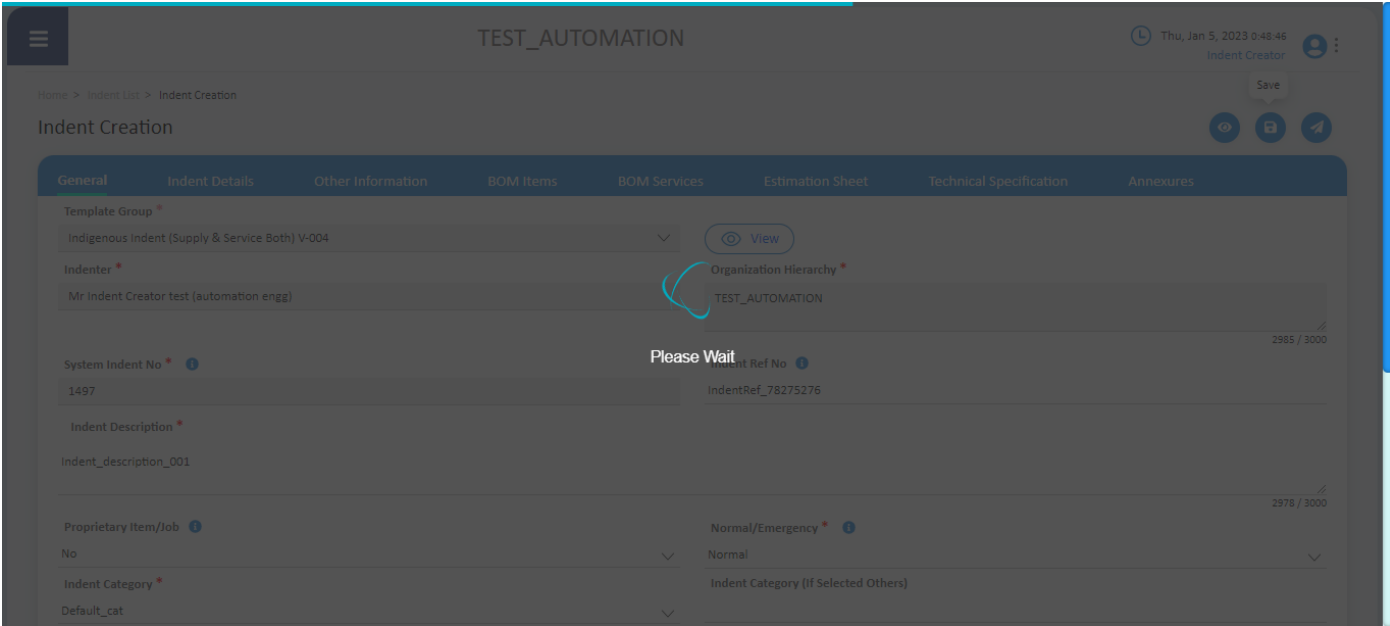 TEST_AUTOMATION
Thu, Jan 5, 2023 0:48:46
Indent Creator
Home > Indent List > Indent Creation
Save
Indent Creation
General Indent Details Other Information BOM Items BOM Services Estimation Sheet Technical Specification Annexures
Template Group *
Indigenous Indent (Supply & Service Both) V-004
View
Indenter *
Organization Hierarchy *
Mr Indent Creator test (automation engg)
TEST_AUTOMATION
2985 / 3000
Please Wait
System Indent No *
Indent Ref No
1497
IndentRef_78275276
Indent Description *
Indent_description_001
2978 / 3000
Proprietary Item/Job
Normal/Emergency *
No
Normal
Indent Category *
Indent Category (If Selected Others)
Default_cat